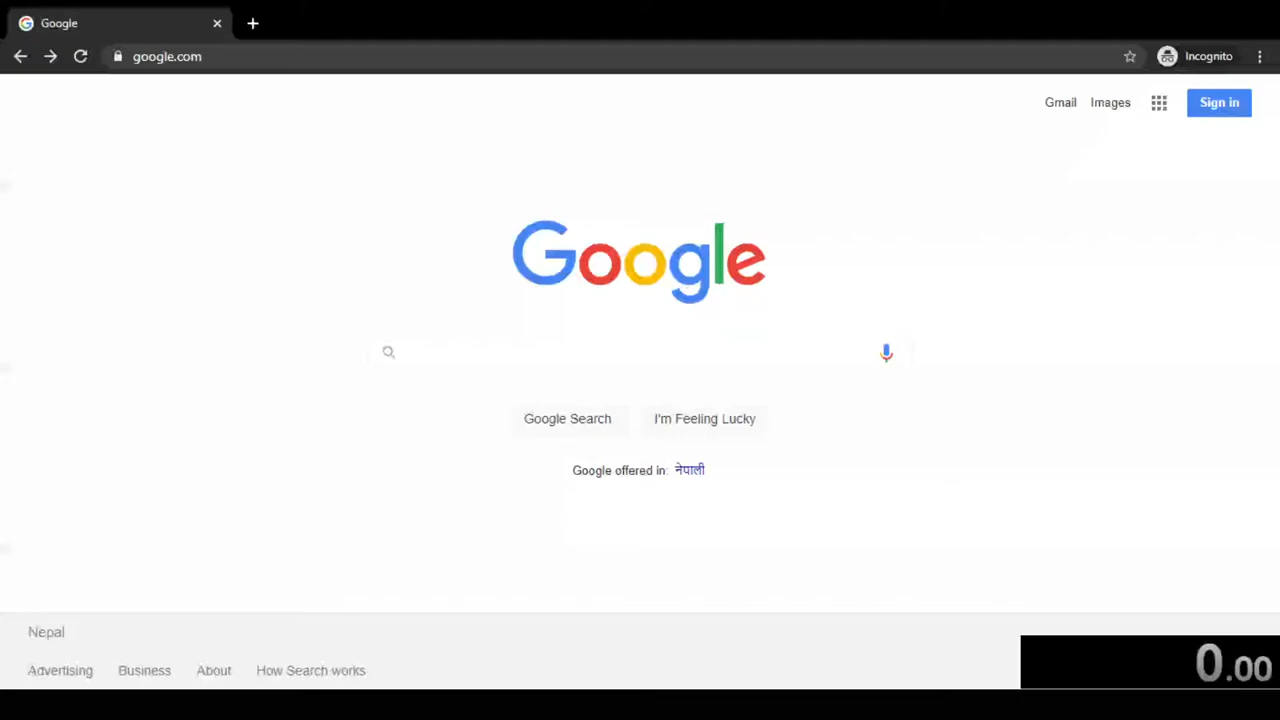 Google
google.com
Incognito
Gmail Images Sign in
Google
Google Search I'm Feeling Lucky
Google offered in: नेपाली
Nepal
Advertising Business About How Search works
0.00